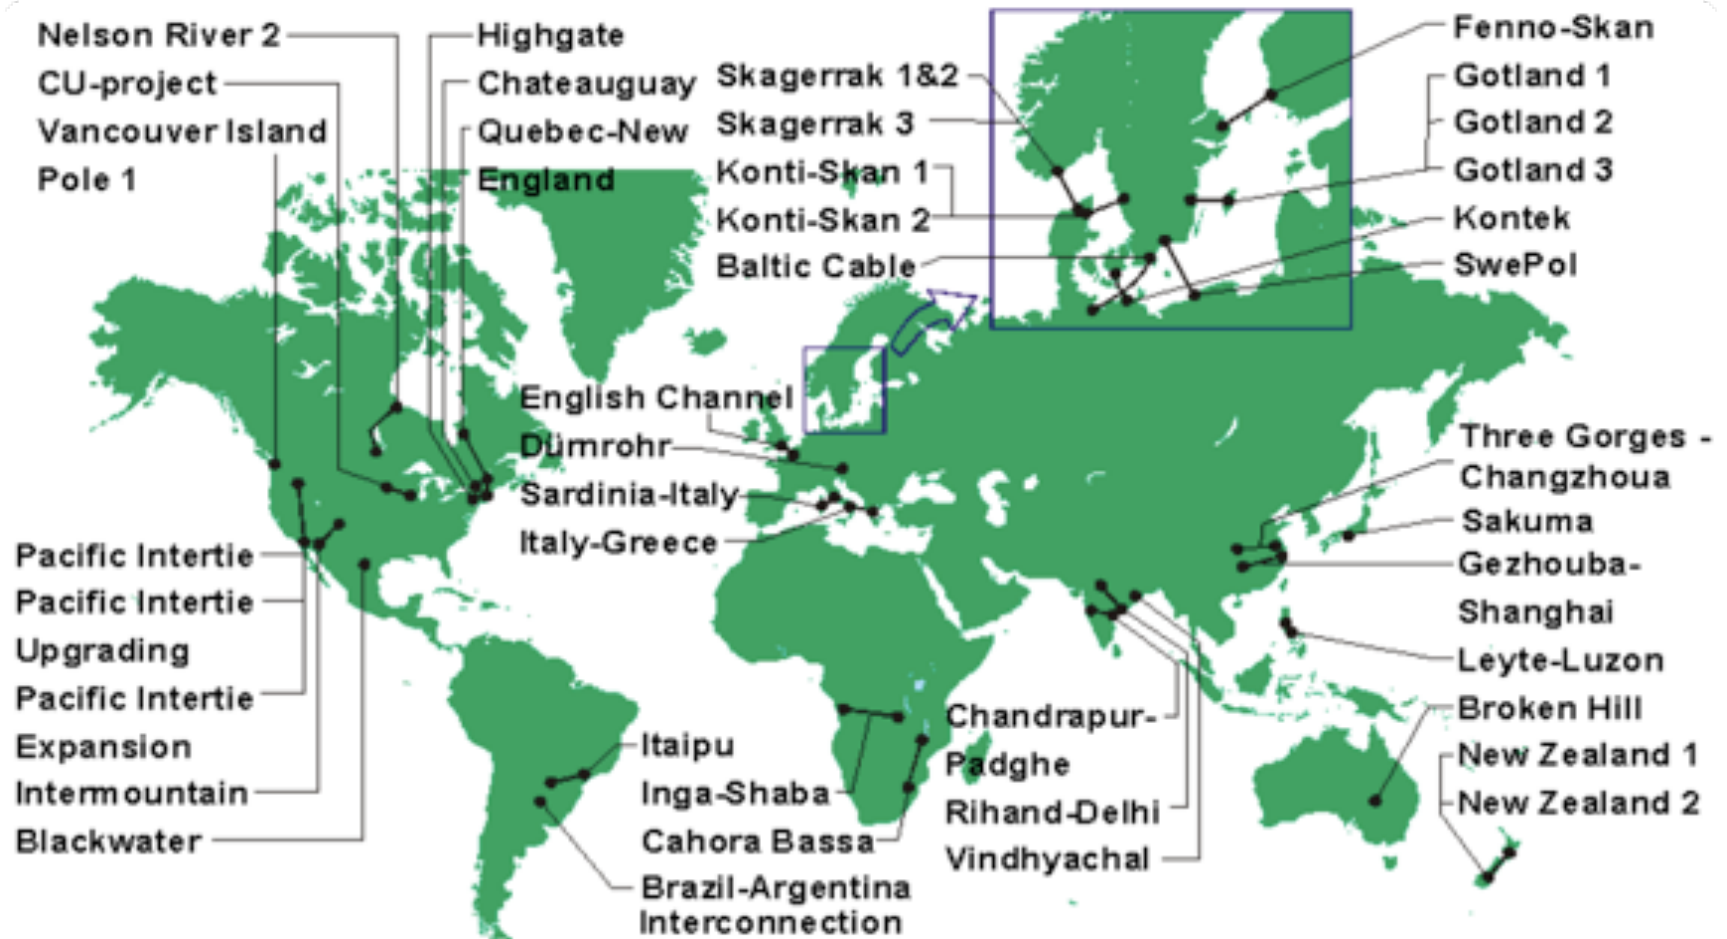 Nelson River 2
CU-project
Vancouver Island
Pole 1
Highgate
Chateauguay
Quebec-New
England
Skagerrak 1&2
Skagerrak 3
Konti-Skan 1
Konti-Skan 2
Baltic Cable
Fenno-Skan
Gotland 1
Gotland 2
Gotland 3
Kontek
SwePol
English Channel
Dürnrohr
Sardinia-Italy
Italy-Greece
Three Gorges -
Changzhoua
Sakuma
Gezhouba-
Shanghai
Leyte-Luzon
Broken Hill
New Zealand 1
New Zealand 2
Pacific Intertie
Pacific Intertie
Upgrading
Pacific Intertie
Expansion
Intermountain
Blackwater
Itaipu
Inga-Shaba
Cahora Bassa
Brazil-Argentina
Interconnection
Chandrapur-
Padghe
Rihand-Delhi
Vindhyachal